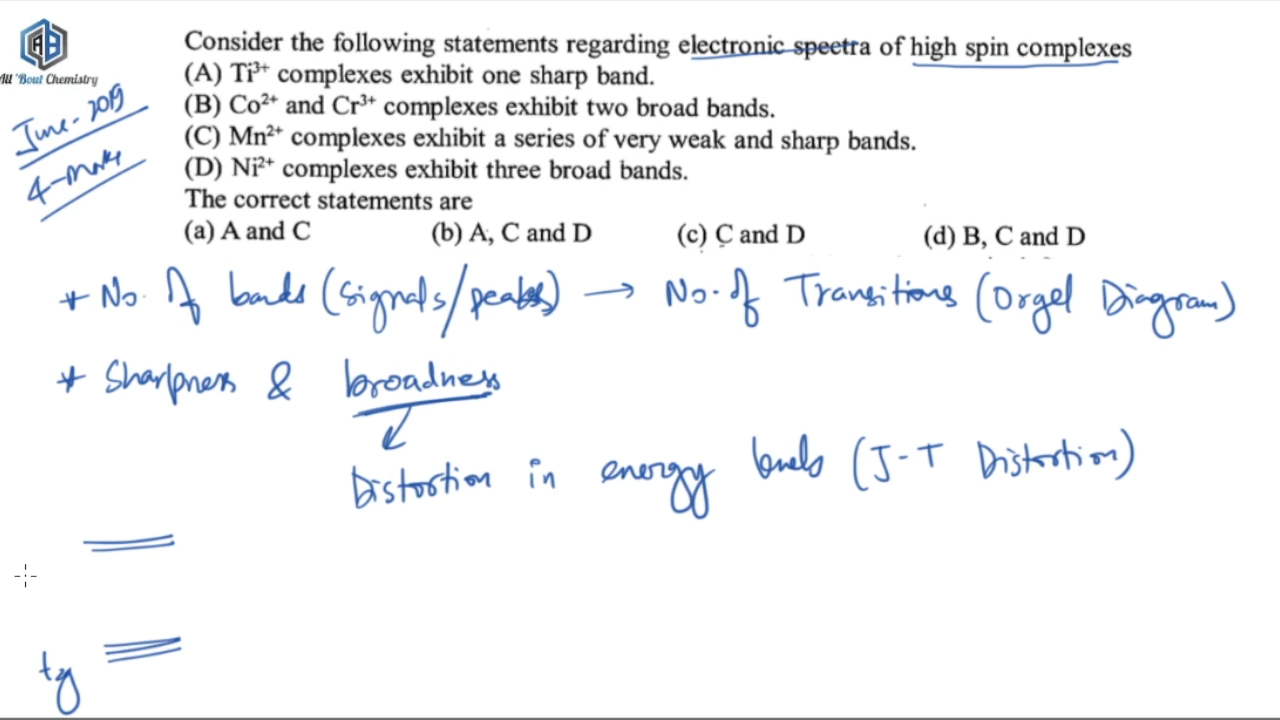 AB
All 'Bout Chemistry
June-2019
4-Marks
Consider the following statements regarding electronic spectra of high spin complexes
(A) Ti³⁺ complexes exhibit one sharp band.
(B) Co²⁺ and Cr³⁺ complexes exhibit two broad bands.
(C) Mn²⁺ complexes exhibit a series of very weak and sharp bands.
(D) Ni²⁺ complexes exhibit three broad bands.
The correct statements are
(a) A and C (b) A, C and D (c) C and D (d) B, C and D
* No. of bands (signals/peaks) → No. of Transitions (Orgel Diagram)
* Sharpness & broadness
Distortion in energy levels (J-T Distortion)